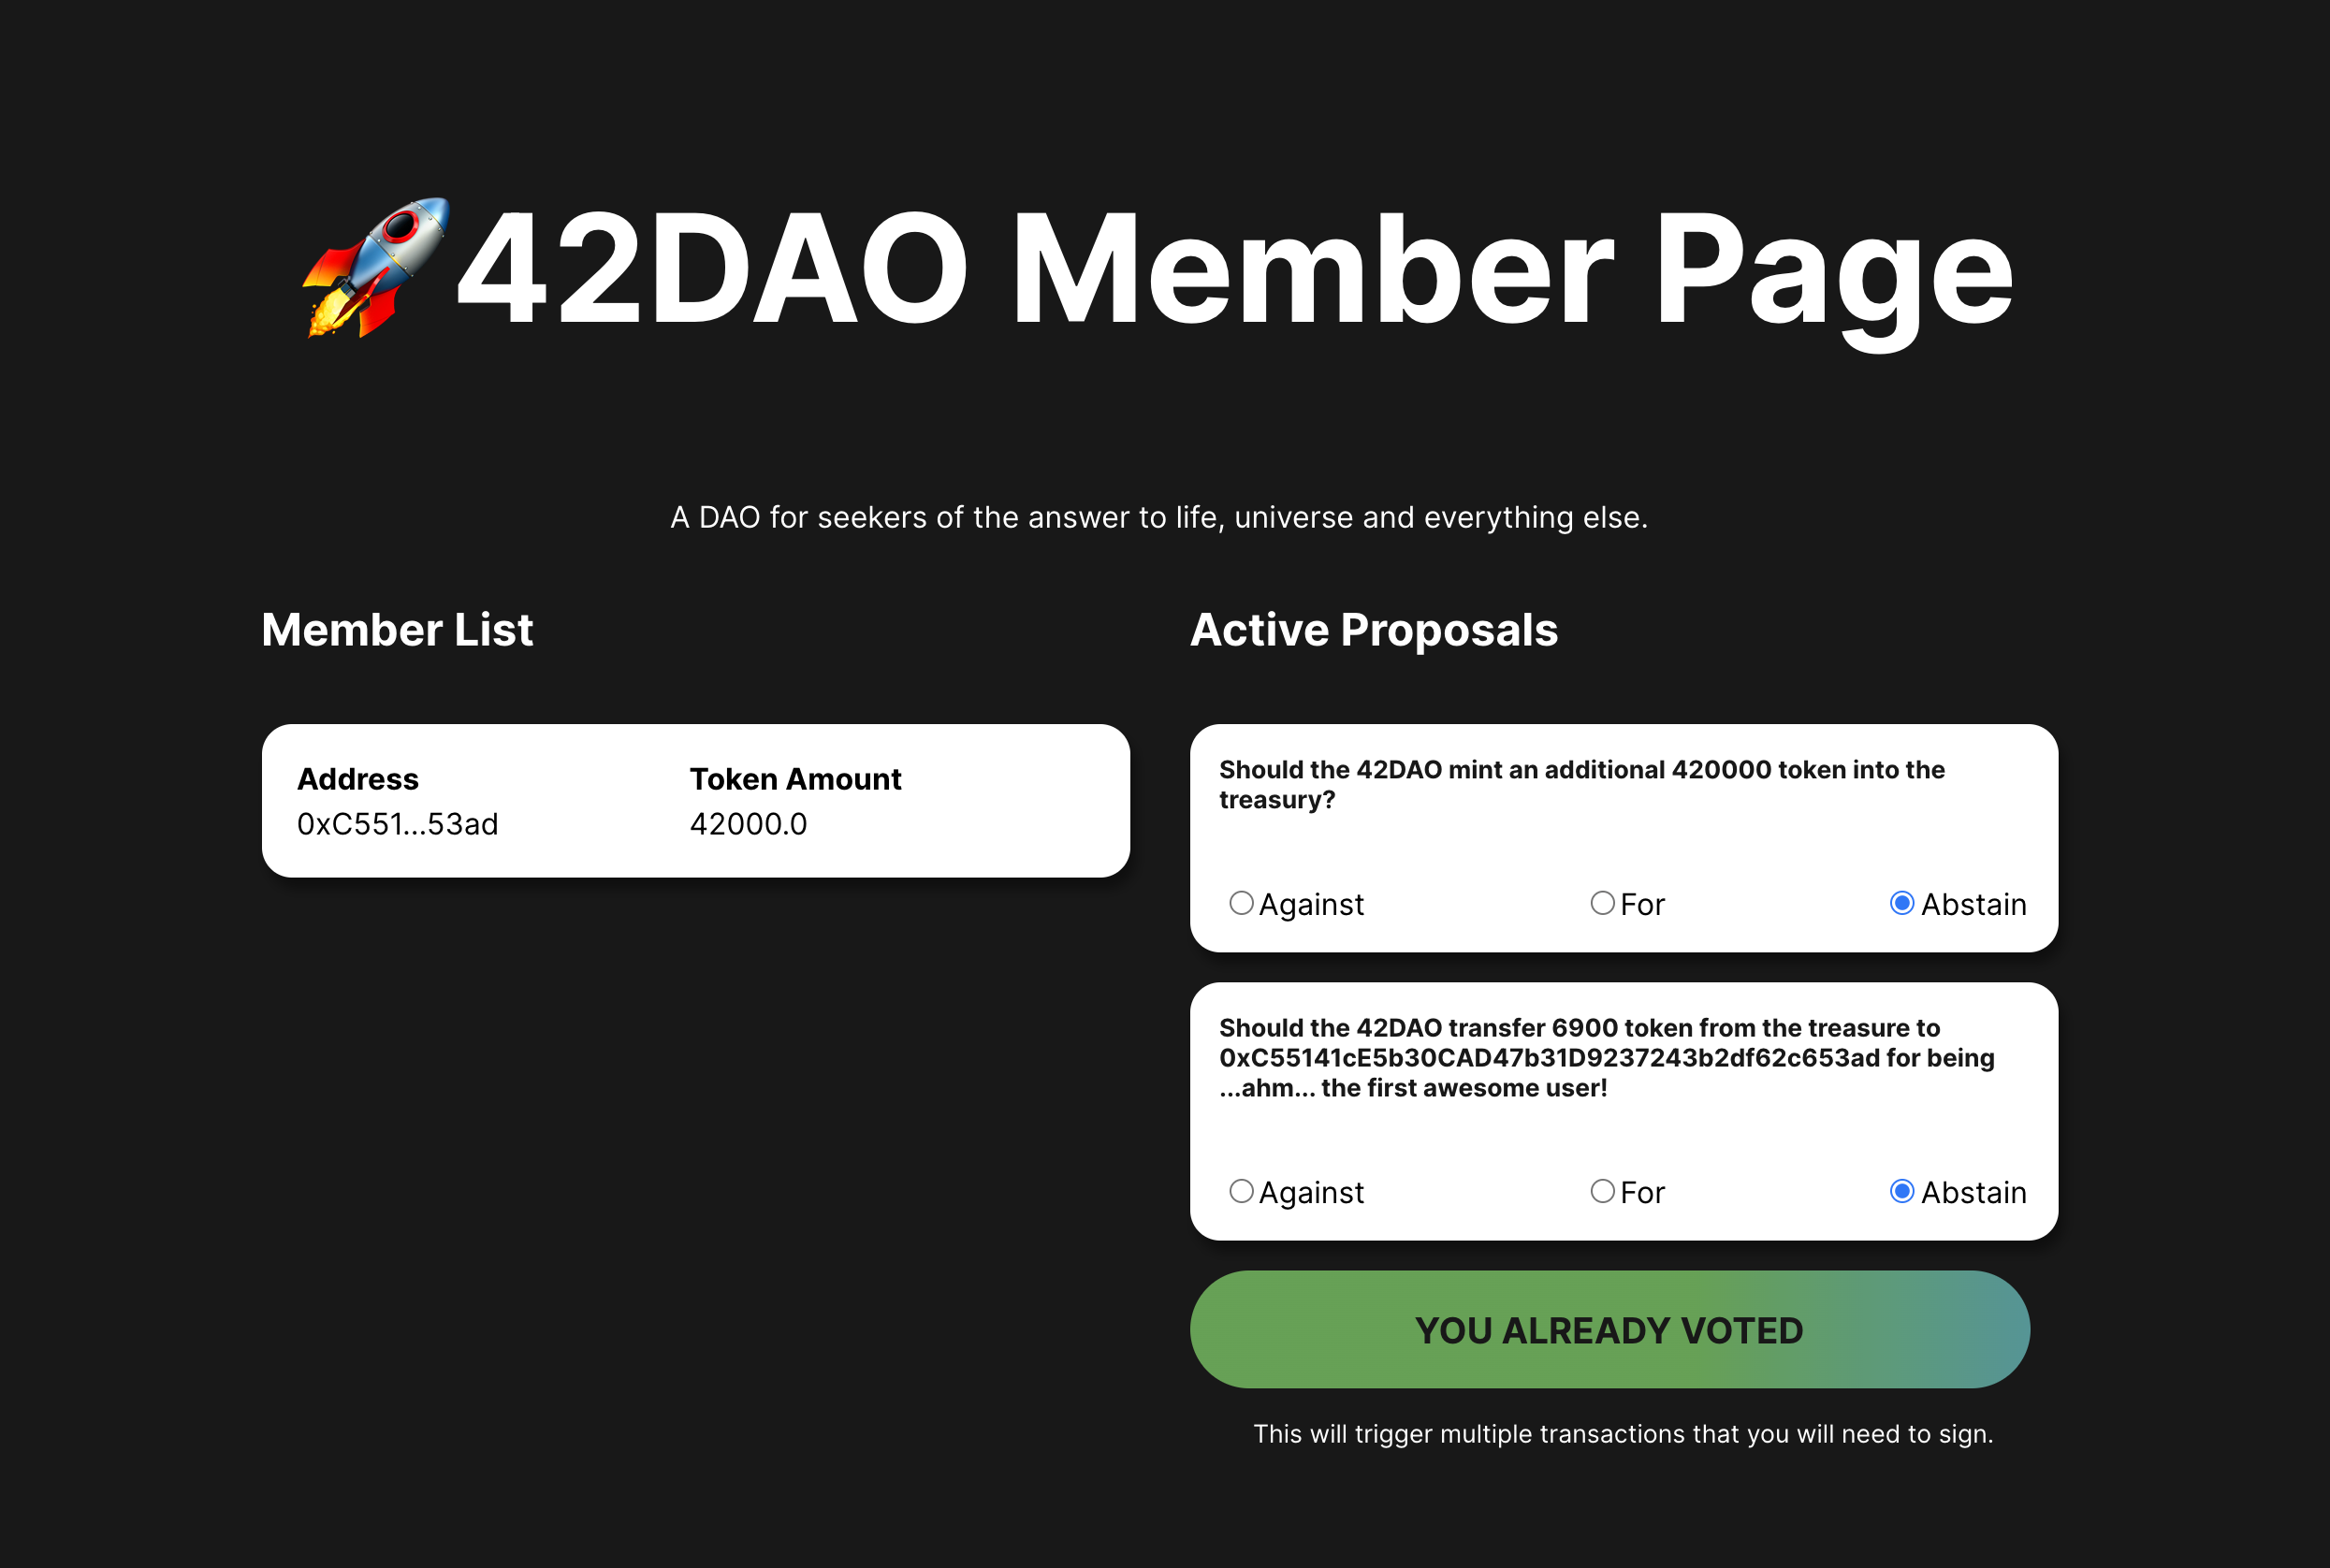 42DAO Member Page
A DAO for seekers of the answer to life, universe and everything else.
Member List
Address Token Amount
0xC551...53ad 42000.0
Active Proposals
Should the 42DAO mint an additional 420000 token into the
treasury?
Against For Abstain
Should the 42DAO transfer 6900 token from the treasure to
0xC55141cE5b30CAD47b31D9237243b2df62c653ad for being
...ahm... the first awesome user!
Against For Abstain
YOU ALREADY VOTED
This will trigger multiple transactions that you will need to sign.